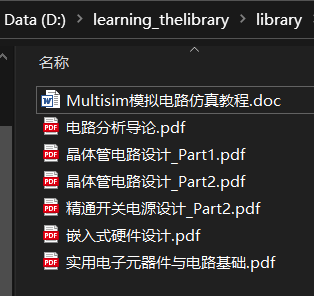 Data (D:) > learning_thelibrary > library
名称
Multisim模拟电路仿真教程.doc
电路分析导论.pdf
晶体管电路设计_Part1.pdf
晶体管电路设计_Part2.pdf
精通开关电源设计_Part2.pdf
嵌入式硬件设计.pdf
实用电子元器件与电路基础.pdf